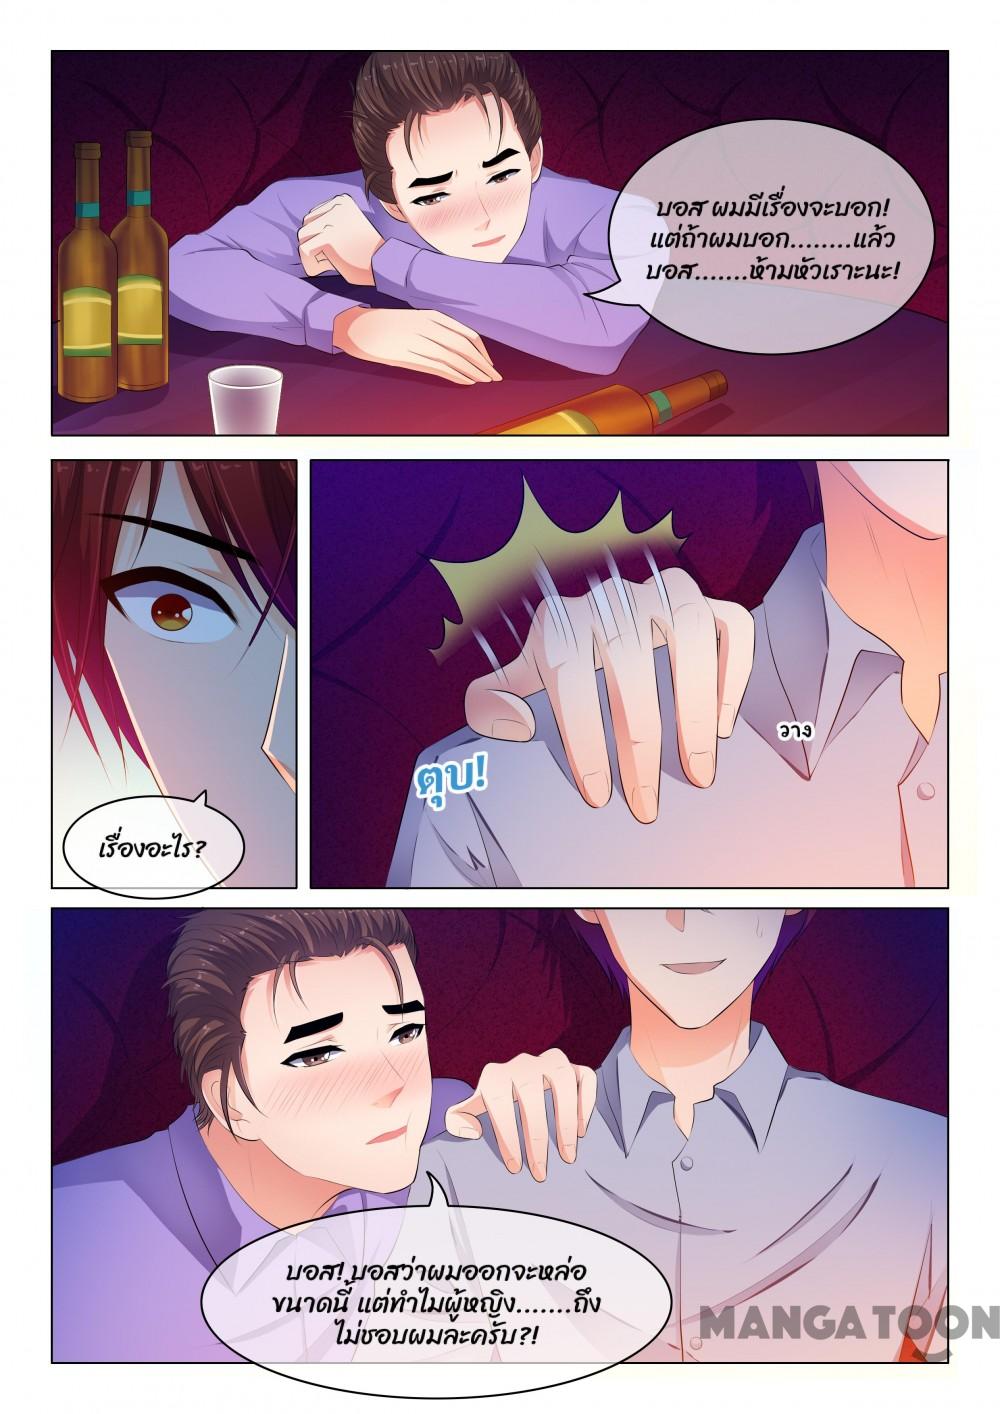 บอส ผมมีเรื่องจะบอก!
แต่ถ้าผมบอก........แล้ว
บอส.......ห้ามหัวเราะนะ!
เรื่องอะไร?
ตุบ!
วาง
บอส! บอสว่าผมออกจะหล่อ
ขนาดนี้ แต่ทำไมผู้หญิง.......ถึง
ไม่ชอบผมละครับ?!
MANGATOON